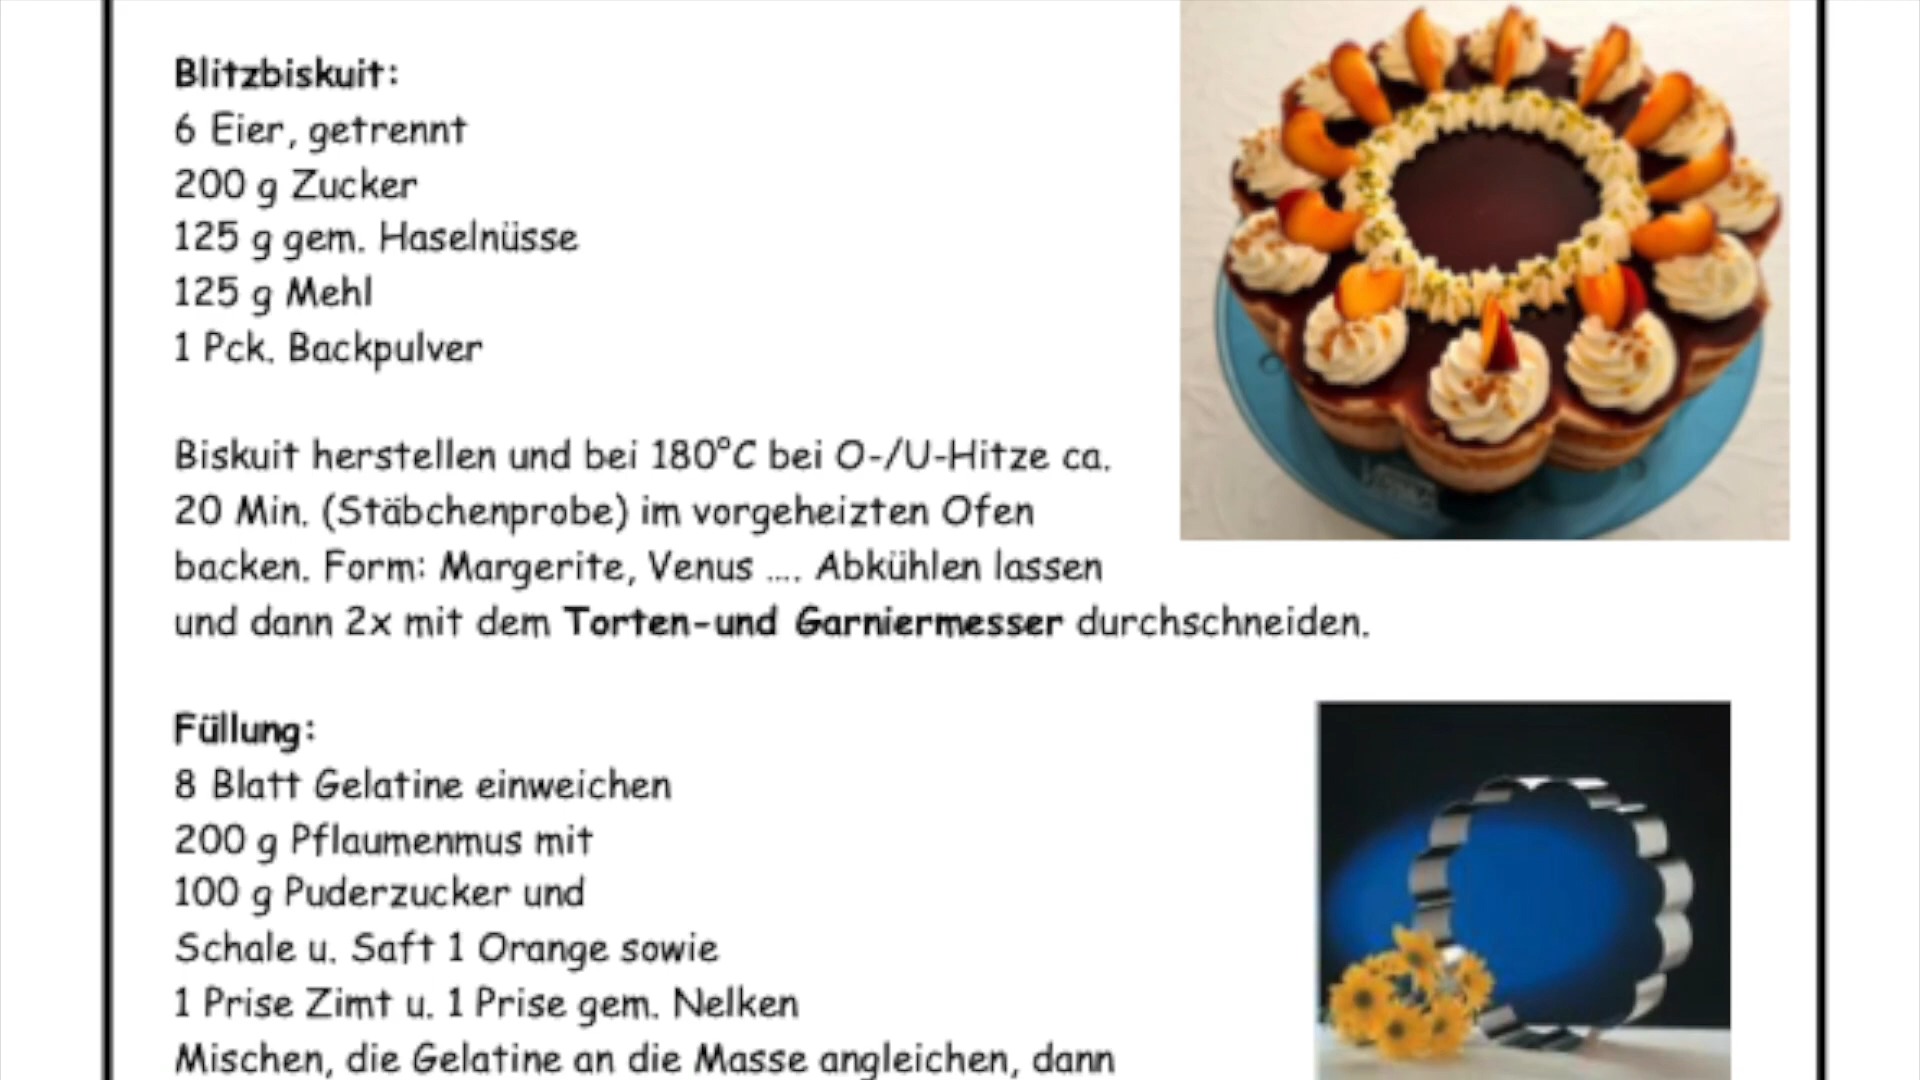 Blitzbiskuit:
6 Eier, getrennt
200 g Zucker
125 g gem. Haselnüsse
125 g Mehl
1 Pck. Backpulver
Biskuit herstellen und bei 180°C bei O-/U-Hitze ca.
20 Min. (Stäbchenprobe) im vorgeheizten Ofen
backen. Form: Margerite, Venus .... Abkühlen lassen
und dann 2x mit dem Torten-und Garniermesser durchschneiden.
Füllung:
8 Blatt Gelatine einweichen
200 g Pflaumenmus mit
100 g Puderzucker und
Schale u. Saft 1 Orange sowie
1 Prise Zimt u. 1 Prise gem. Nelken
Mischen, die Gelatine an die Masse angleichen, dann